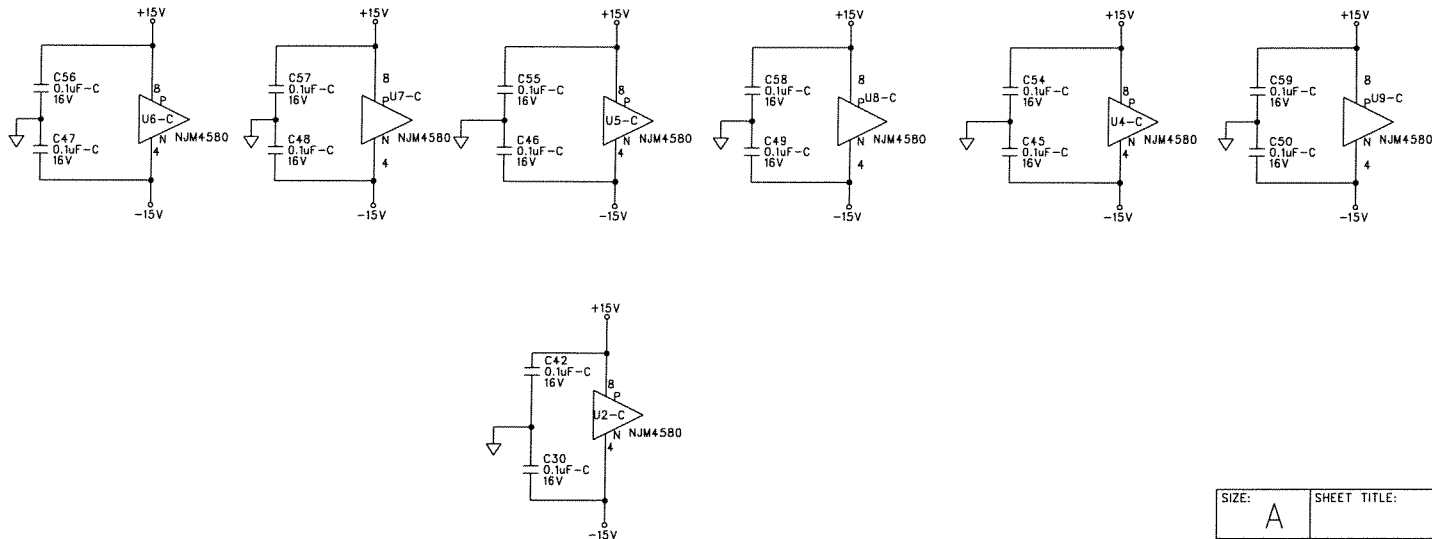 +15V
C56
0.1uF-C
16V
8
P
U6-C
N
NJM4580
4
C47
0.1uF-C
16V
-15V
+15V
C57
0.1uF-C
16V
8
P
U7-C
N
NJM4580
4
C48
0.1uF-C
16V
-15V
+15V
C55
0.1uF-C
16V
8
P
U5-C
N
NJM4580
4
C46
0.1uF-C
16V
-15V
+15V
C58
0.1uF-C
16V
8
P
U8-C
N
NJM4580
4
C49
0.1uF-C
16V
-15V
+15V
C54
0.1uF-C
16V
8
P
U4-C
N
NJM4580
4
C45
0.1uF-C
16V
-15V
+15V
C59
0.1uF-C
16V
8
P
U9-C
N
NJM4580
4
C50
0.1uF-C
16V
-15V
+15V
C42
0.1uF-C
16V
8
P
U2-C
N
NJM4580
4
C30
0.1uF-C
16V
-15V
SIZE:
A
SHEET TITLE: